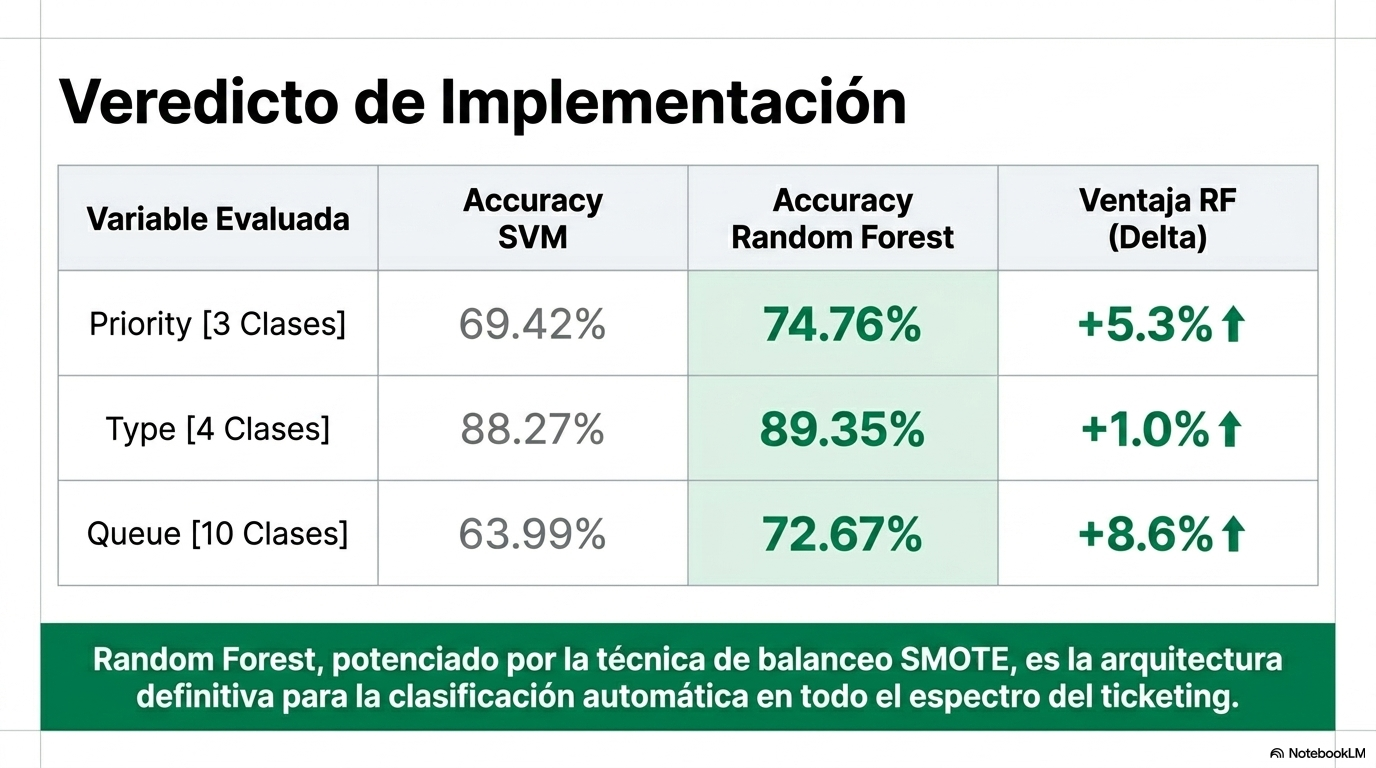 Veredicto de Implementación
Variable Evaluada
Accuracy
SVM
Accuracy
Random Forest
Ventaja RF
(Delta)
Priority [3 Clases]
69.42%
74.76%
+5.3% ⬆
Type [4 Clases]
88.27%
89.35%
+1.0% ⬆
Queue [10 Clases]
63.99%
72.67%
+8.6% ⬆
Random Forest, potenciado por la técnica de balanceo SMOTE, es la arquitectura
definitiva para la clasificación automática en todo el espectro del ticketing.
NotebookLM